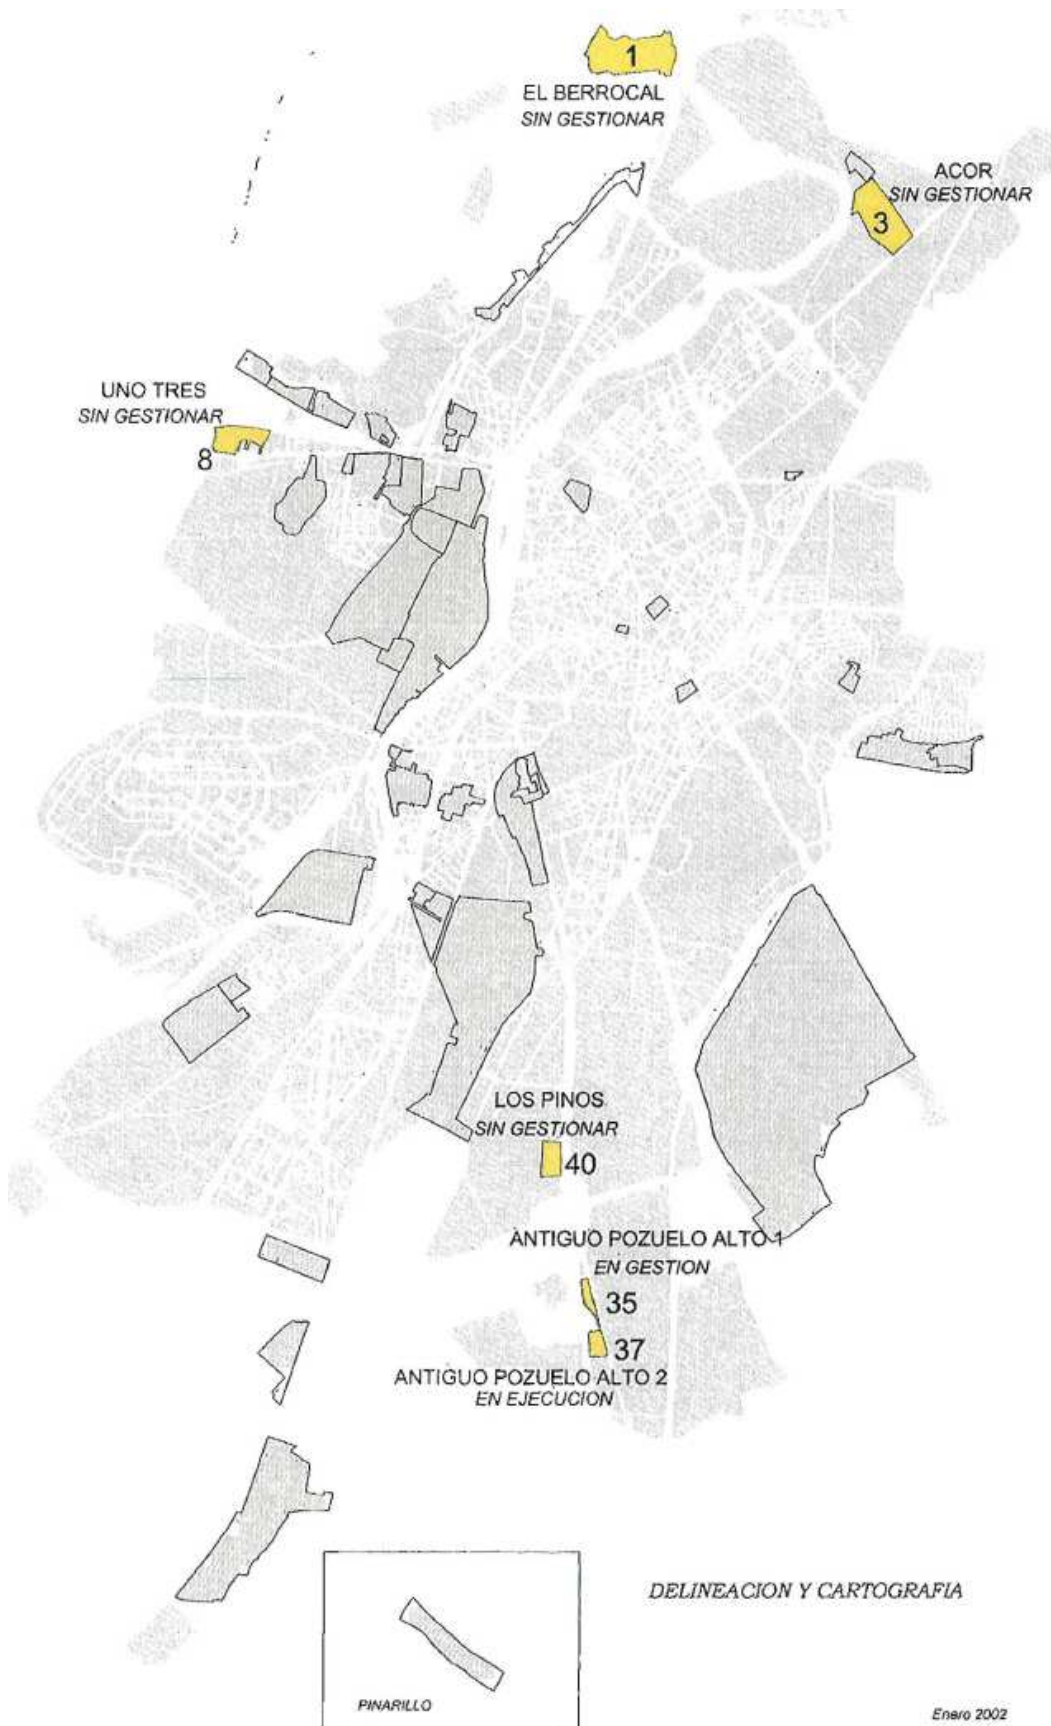 1
EL BERROCAL
SIN GESTIONAR
ACOR
SIN GESTIONAR
3
UNO TRES
SIN GESTIONAR
8
LOS PINOS
SIN GESTIONAR
40
ANTIGUO POZUELO ALTO 1
EN GESTION
35
37
ANTIGUO POZUELO ALTO 2
EN EJECUCION
DELINEACION Y CARTOGRAFIA
PINARILLO
Enero 2002